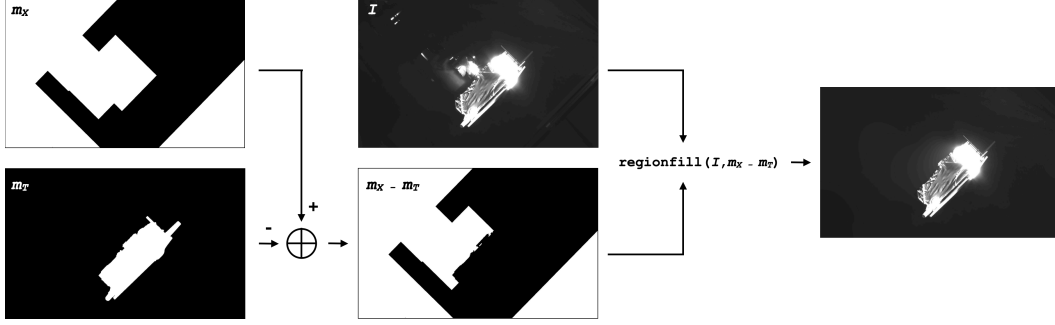 m_X
I
m_T
m_X - m_T
+
-
regionfill(I,m_X - m_T)